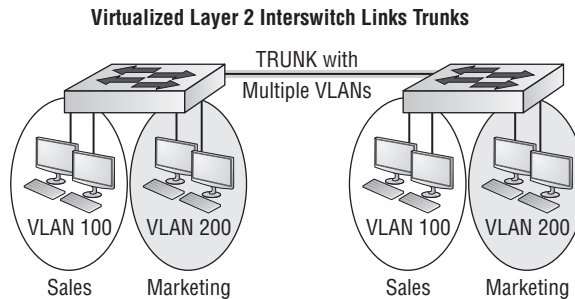 Virtualized Layer 2 Interswitch Links Trunks
TRUNK with
Multiple VLANs
VLAN 100
VLAN 200
VLAN 100
VLAN 200
Sales
Marketing
Sales
Marketing